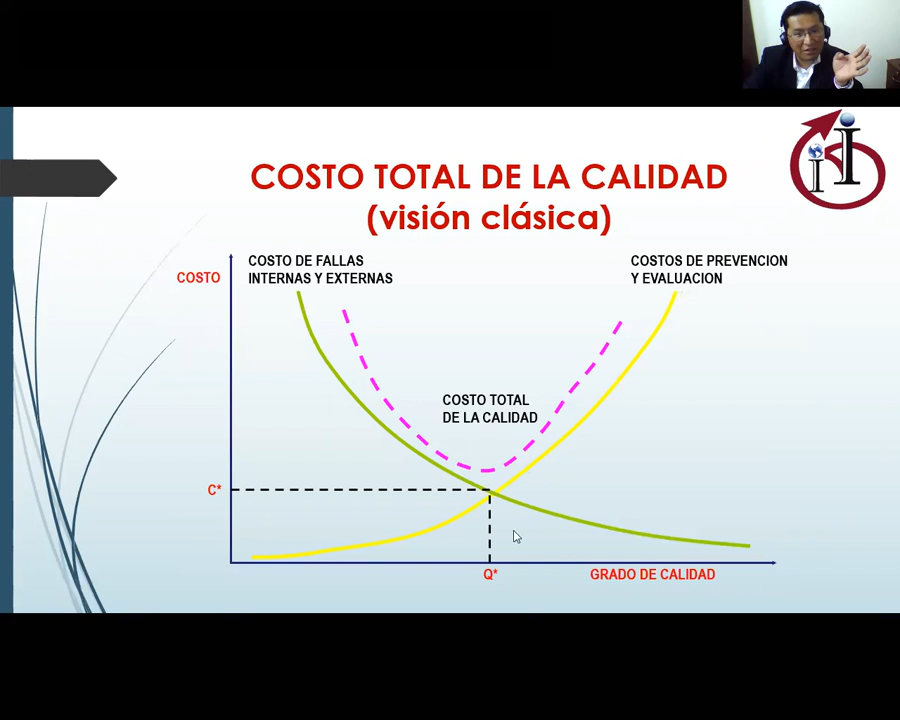 COSTO TOTAL DE LA CALIDAD
(visión clásica)
COSTO
COSTO DE FALLAS
INTERNAS Y EXTERNAS
COSTOS DE PREVENCION
Y EVALUACION
COSTO TOTAL
DE LA CALIDAD
C*
Q*
GRADO DE CALIDAD